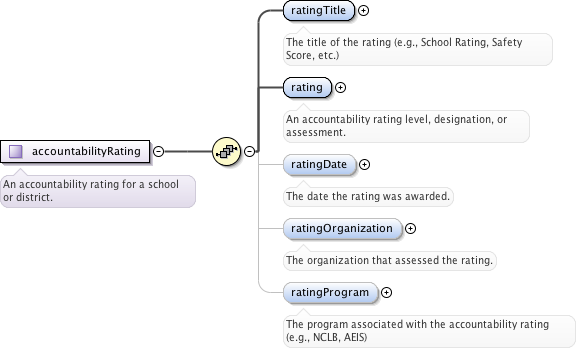 ratingTitle
The title of the rating (e.g., School Rating, Safety
Score, etc.)
rating
An accountability rating level, designation, or
assessment.
accountabilityRating
An accountability rating for a school
or district.
ratingDate
The date the rating was awarded.
ratingOrganization
The organization that assessed the rating.
ratingProgram
The program associated with the accountability rating
(e.g., NCLB, AEIS)